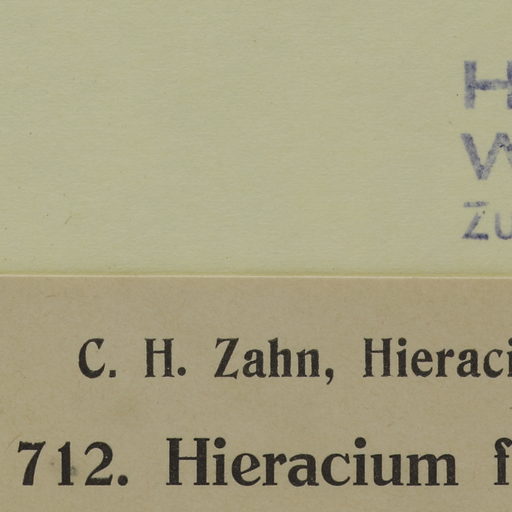 H
W
Zu
C. H. Zahn, Hieraci
712. Hieracium f